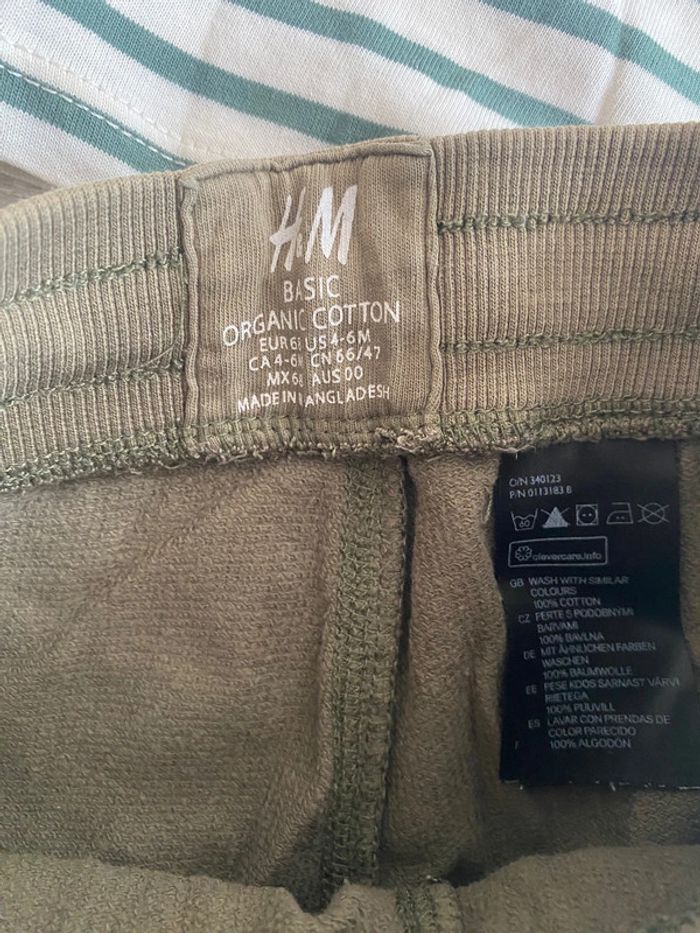 H&M
BASIC
ORGANIC COTTON
EUR 68 US 4-6M
CA 4-6M CN 66/47
MX 68 AUS 00
MADE IN BANGLADESH
O/N 340123
P/N 0113183 8
60
clevercare.info
GB WASH WITH SIMILAR
COLOURS
100% COTTON
CZ PERTE S PODOBNÝMI
BARVAMI
100% BAVLNA
DE MIT ÄHNLICHEN FARBEN
WASCHEN
100% BAUMWOLLE
EE PESE KOOS SARNAST VÄRVI
RIIETEGA
100% PUUVILL
ES LAVAR CON PRENDAS DE
COLOR PARECIDO
100% ALGODÓN